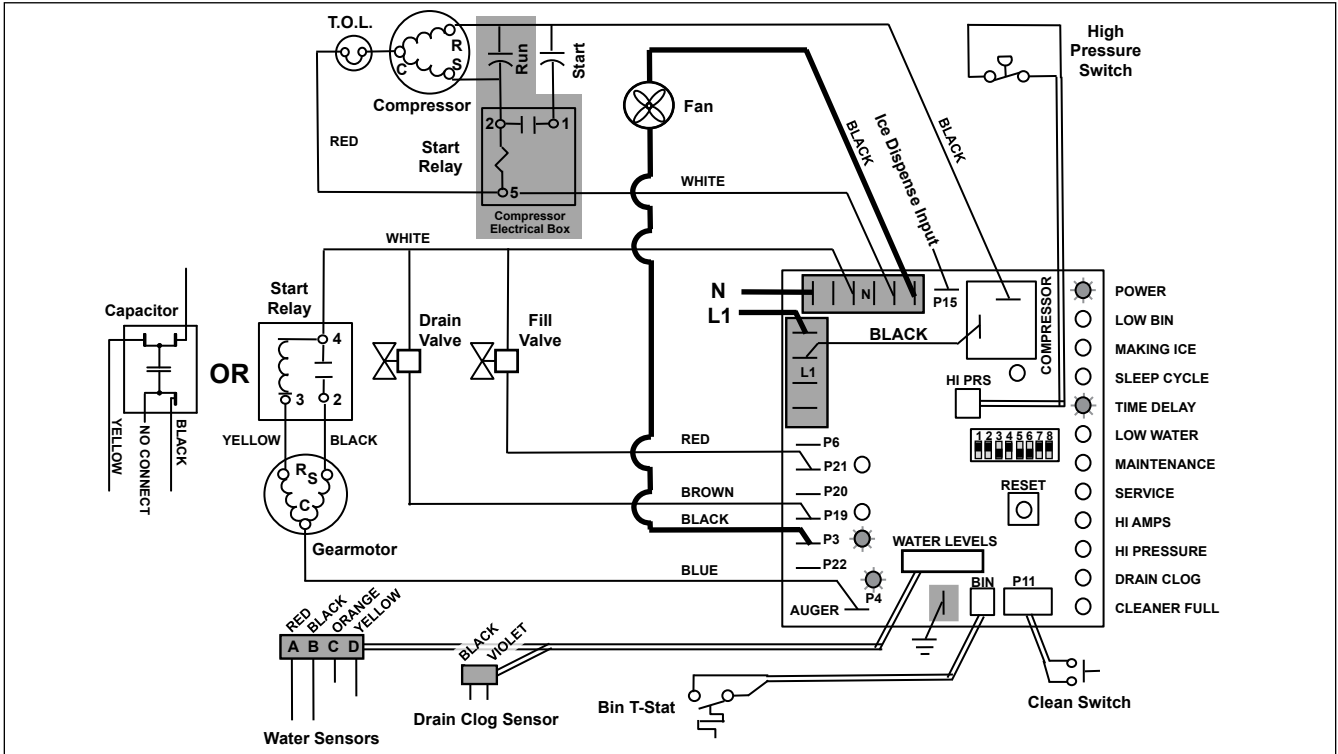 T.O.L.
R
S
C
Compressor
Run
Start
2
1
5
Start
Relay
Compressor
Electrical Box
RED
WHITE
Fan
BLACK
Ice Dispense Input
BLACK
High
Pressure
Switch
WHITE
Capacitor
YELLOW
NO CONNECT
BLACK
OR
Start
Relay
4
3
2
YELLOW
BLACK
R
S
C
Gearmotor
Drain
Valve
Fill
Valve
N
L1
N
P15
BLACK
L1
COMPRESSOR
HI PRS
1 2 3 4 5 6 7 8
RESET
RED
BROWN
BLACK
BLUE
P6
P21
P20
P19
P3
P22
P4
AUGER
WATER LEVELS
BIN
P11
POWER
LOW BIN
MAKING ICE
SLEEP CYCLE
TIME DELAY
LOW WATER
MAINTENANCE
SERVICE
HI AMPS
HI PRESSURE
DRAIN CLOG
CLEANER FULL
RED
BLACK
ORANGE
YELLOW
A B C D
Water Sensors
BLACK
VIOLET
Drain Clog Sensor
Bin T-Stat
Clean Switch